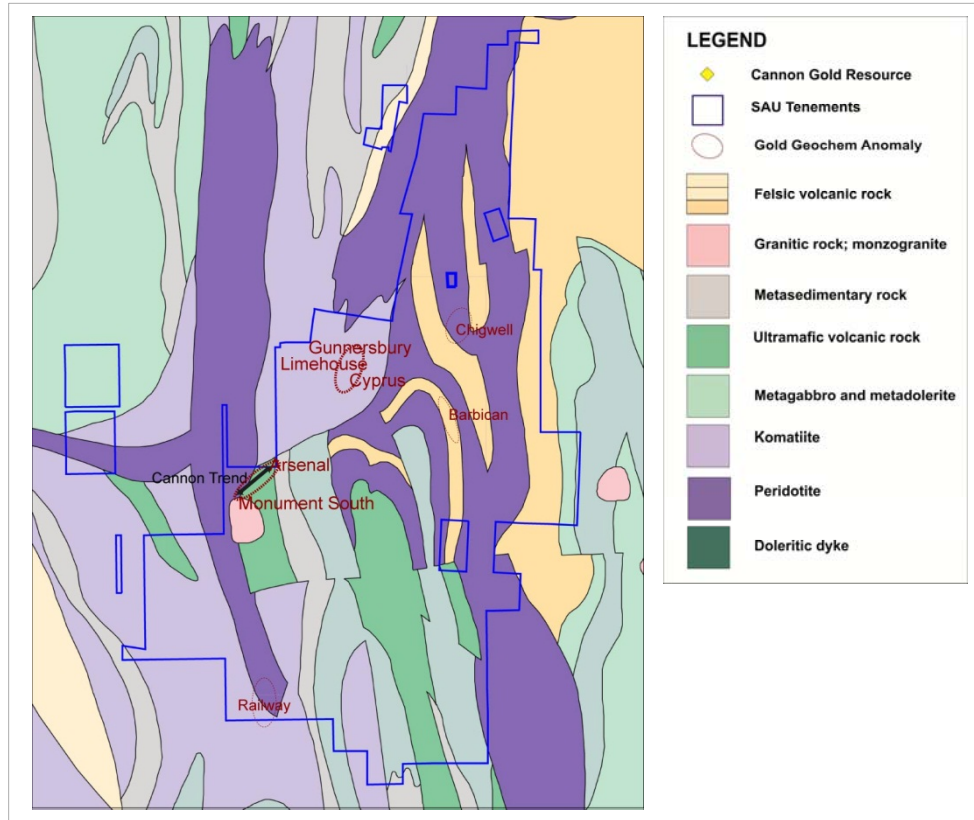 Chigwell
Gunnersbury
Limehouse
Cyprus
Barbican
Arsenal
Cannon Trend
Monument South
Railway
LEGEND
Cannon Gold Resource
SAU Tenements
Gold Geochem Anomaly
Felsic volcanic rock
Granitic rock; monzogranite
Metasedimentary rock
Ultramafic volcanic rock
Metagabbro and metadolerite
Komatiite
Peridotite
Doleritic dyke